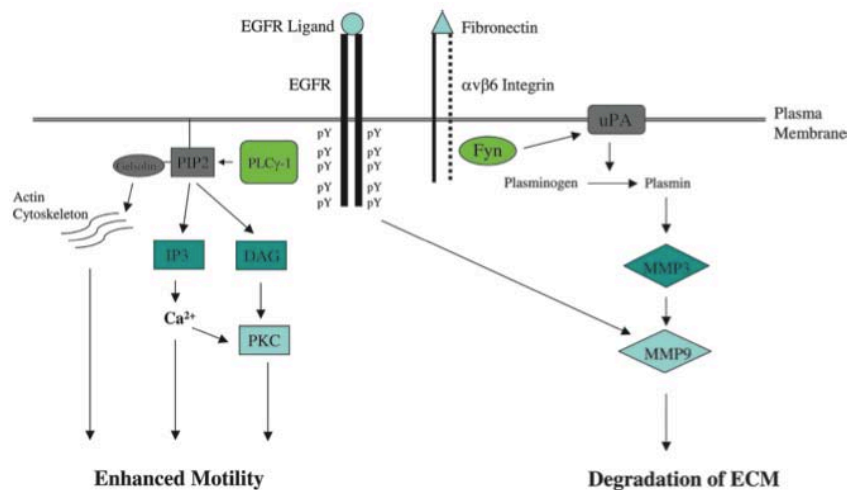 EGFR Ligand
Fibronectin
EGFR
αvβ6 Integrin
uPA
Plasma
Membrane
pY pY
pY pY
pY pY
pY pY
pY pY
Gelsolin
PIP2
PLCγ-1
Fyn
Plasminogen
Plasmin
Actin
Cytoskeleton
IP3
DAG
MMP3
Ca²⁺
PKC
MMP9
Enhanced Motility
Degradation of ECM